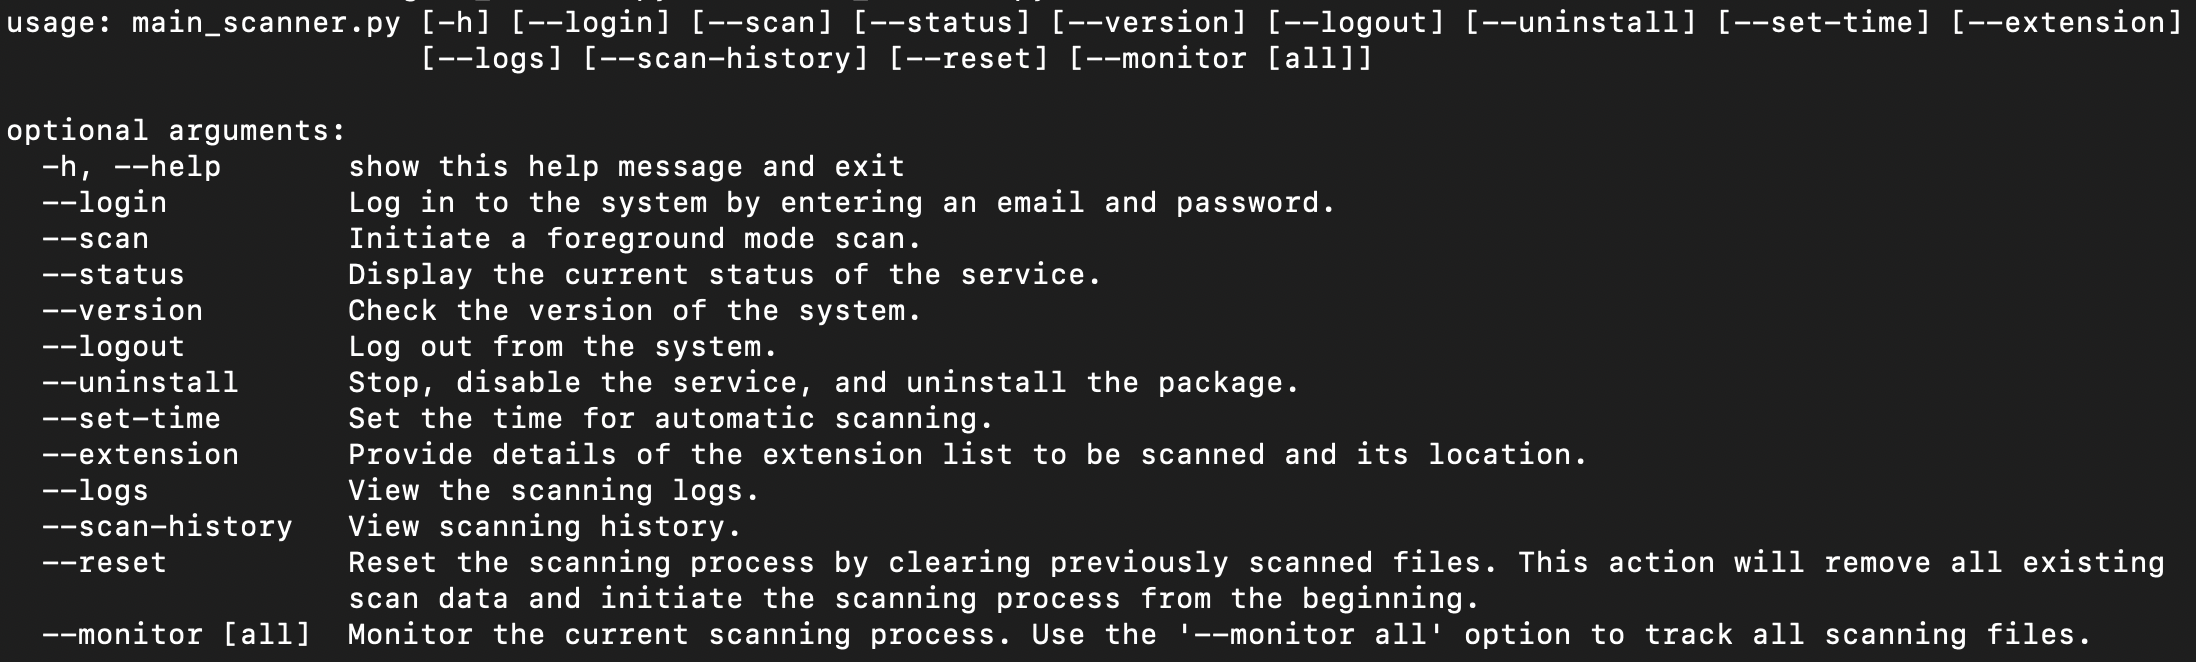 usage: main_scanner.py [-h] [--login] [--scan] [--status] [--version] [--logout] [--uninstall] [--set-time] [--extension]
                       [--logs] [--scan-history] [--reset] [--monitor [all]]

optional arguments:
  -h, --help       show this help message and exit
  --login          Log in to the system by entering an email and password.
  --scan           Initiate a foreground mode scan.
  --status         Display the current status of the service.
  --version        Check the version of the system.
  --logout         Log out from the system.
  --uninstall      Stop, disable the service, and uninstall the package.
  --set-time       Set the time for automatic scanning.
  --extension      Provide details of the extension list to be scanned and its location.
  --logs           View the scanning logs.
  --scan-history   View scanning history.
  --reset          Reset the scanning process by clearing previously scanned files. This action will remove all existing
                   scan data and initiate the scanning process from the beginning.
  --monitor [all]  Monitor the current scanning process. Use the '--monitor all' option to track all scanning files.